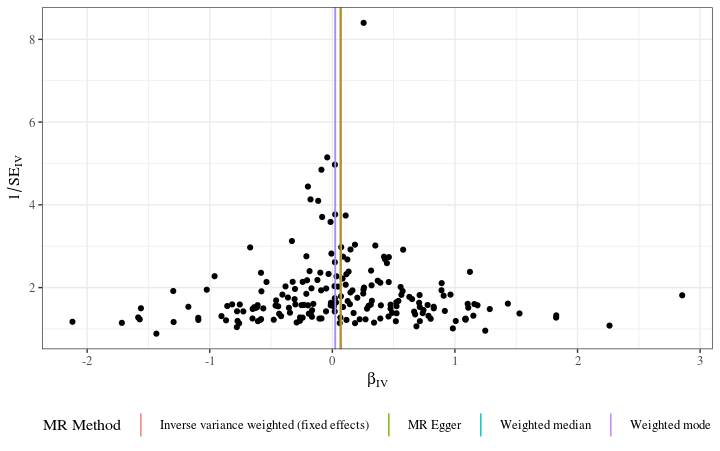 8
6
4
2
1/SE_IV
-2 -1 0 1 2 3
β_IV
MR Method Inverse variance weighted (fixed effects) MR Egger Weighted median Weighted mode